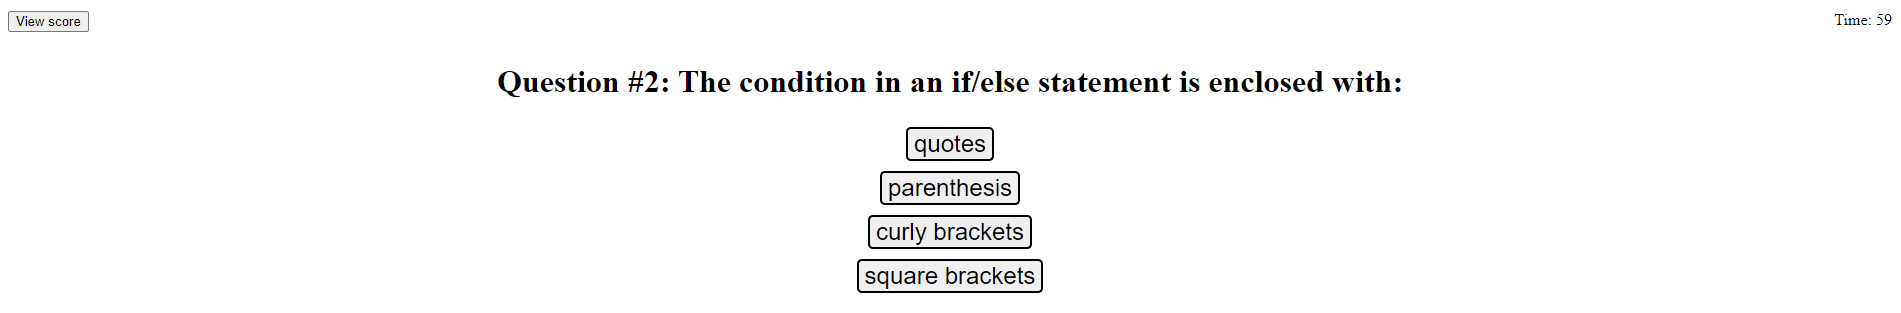 View score
Time: 59
Question #2: The condition in an if/else statement is enclosed with:
quotes
parenthesis
curly brackets
square brackets